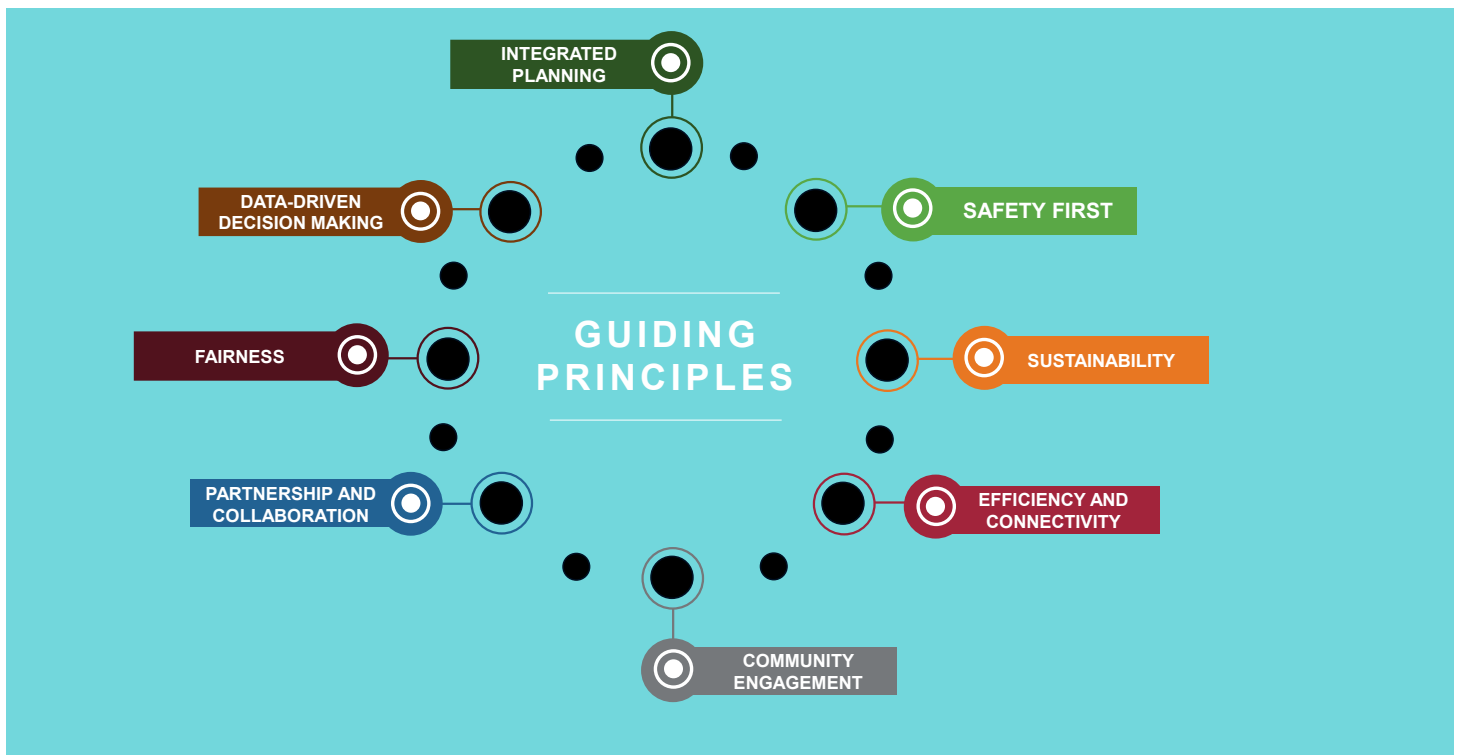 INTEGRATED
PLANNING
DATA-DRIVEN
DECISION MAKING
SAFETY FIRST
GUIDING
PRINCIPLES
FAIRNESS
SUSTAINABILITY
PARTNERSHIP AND
COLLABORATION
EFFICIENCY AND
CONNECTIVITY
COMMUNITY
ENGAGEMENT